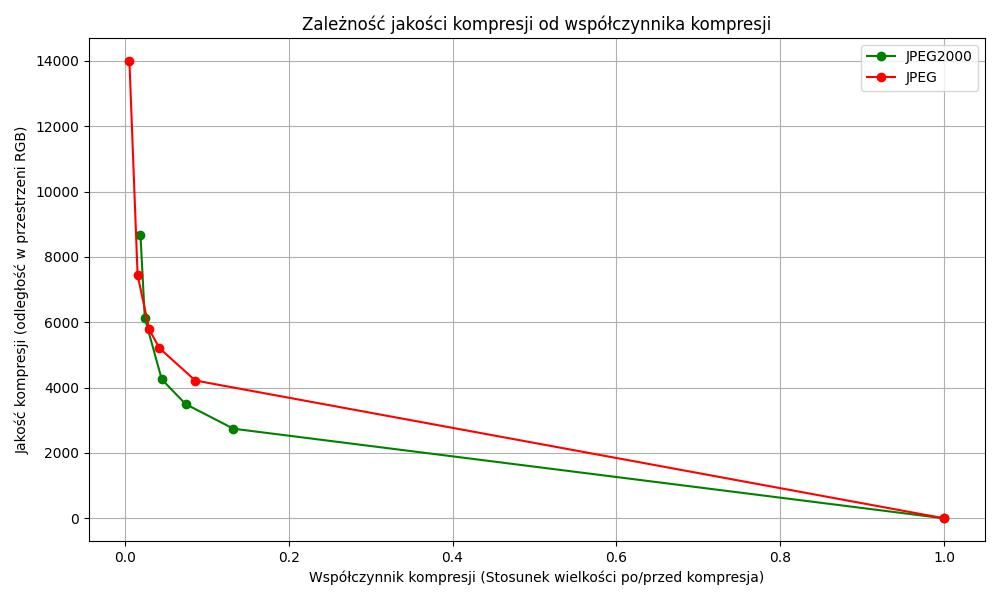 Zależność jakości kompresji od współczynnika kompresji
JPEG2000
JPEG
Jakość kompresji (odległość w przestrzeni RGB)
14000
12000
10000
8000
6000
4000
2000
0
0.0 0.2 0.4 0.6 0.8 1.0
Współczynnik kompresji (Stosunek wielkości po/przed kompresja)